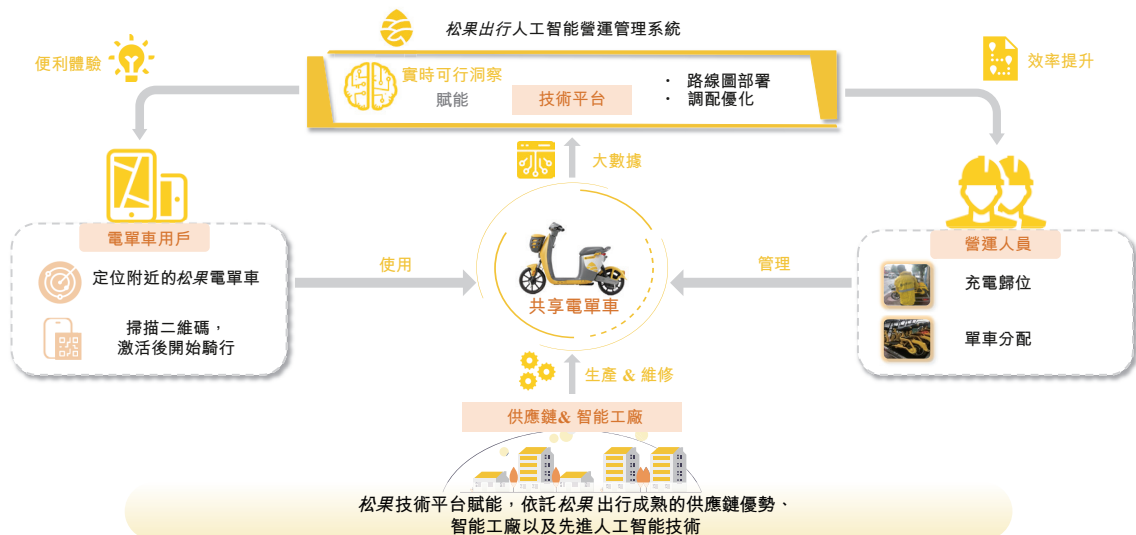 松果出行人工智能營運管理系統
便利體驗
實時可行洞察
賦能
技術平台
· 路線圖部署
· 調配優化
效率提升
大數據
電單車用戶
定位附近的松果電單車
掃描二維碼，
激活後開始騎行
使用
共享電單車
管理
營運人員
充電歸位
單車分配
生產 & 維修
供應鏈& 智能工廠
松果技術平台賦能，依託松果出行成熟的供應鏈優勢、
智能工廠以及先進人工智能技術